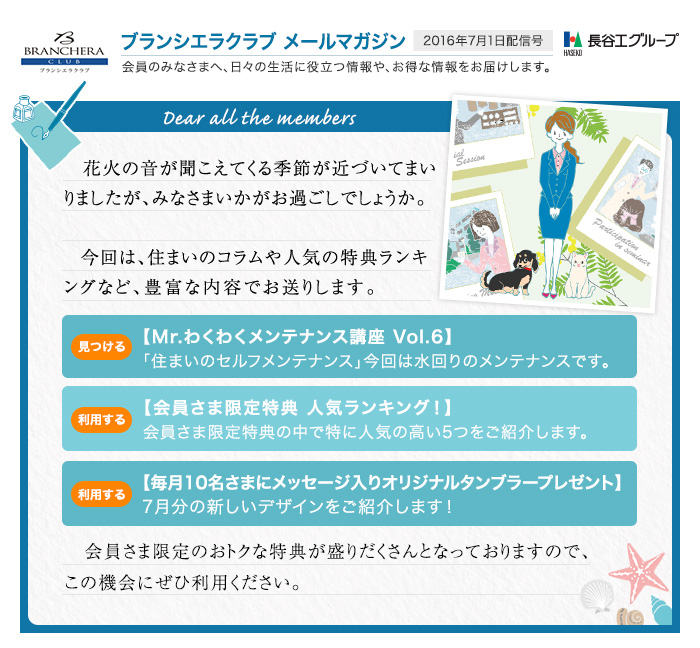 BRANCHERA
CLUB
ブランシエラクラブ
ブランシエラクラブ メールマガジン
2016年7月1日配信号
HASEKO
長谷工グループ
会員のみなさまへ、日々の生活に役立つ情報や、お得な情報をお届けします。
Dear all the members
花火の音が聞こえてくる季節が近づいてまい
りましたが、みなさまいかがお過ごしでしょうか。
今回は、住まいのコラムや人気の特典ランキ
ングなど、豊富な内容でお送りします。
Session
Participation
in seminar
見つける
【Mr.わくわくメンテナンス講座 Vol.6】
「住まいのセルフメンテナンス」今回は水回りのメンテナンスです。
利用する
【会員さま限定特典 人気ランキング！】
会員さま限定特典の中で特に人気の高い5つをご紹介します。
利用する
【毎月10名さまにメッセージ入りオリジナルタンブラープレゼント】
7月分の新しいデザインをご紹介します！
会員さま限定のおトクな特典が盛りだくさんとなっておりますので、
この機会にぜひ利用ください。